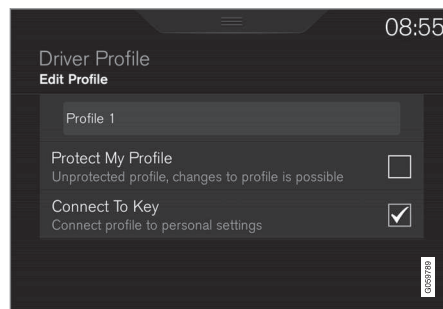 08:55
Driver Profile
Edit Profile
Profile 1
Protect My Profile
Unprotected profile, changes to profile is possible
Connect To Key
Connect profile to personal settings
G059789